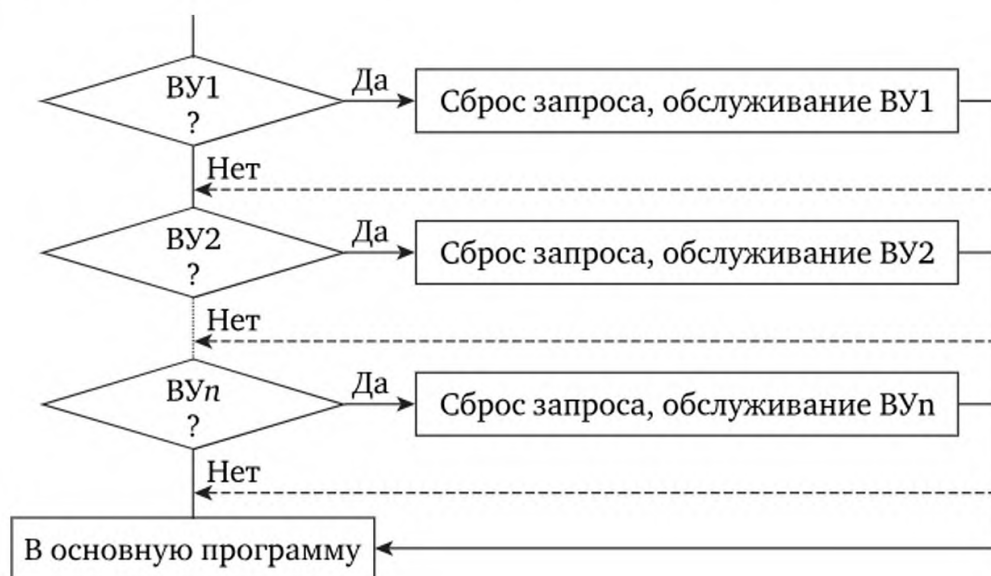 ВУ1
?
Да
Сброс запроса, обслуживание ВУ1
Нет
ВУ2
?
Да
Сброс запроса, обслуживание ВУ2
Нет
ВУn
?
Да
Сброс запроса, обслуживание ВУn
Нет
В основную программу